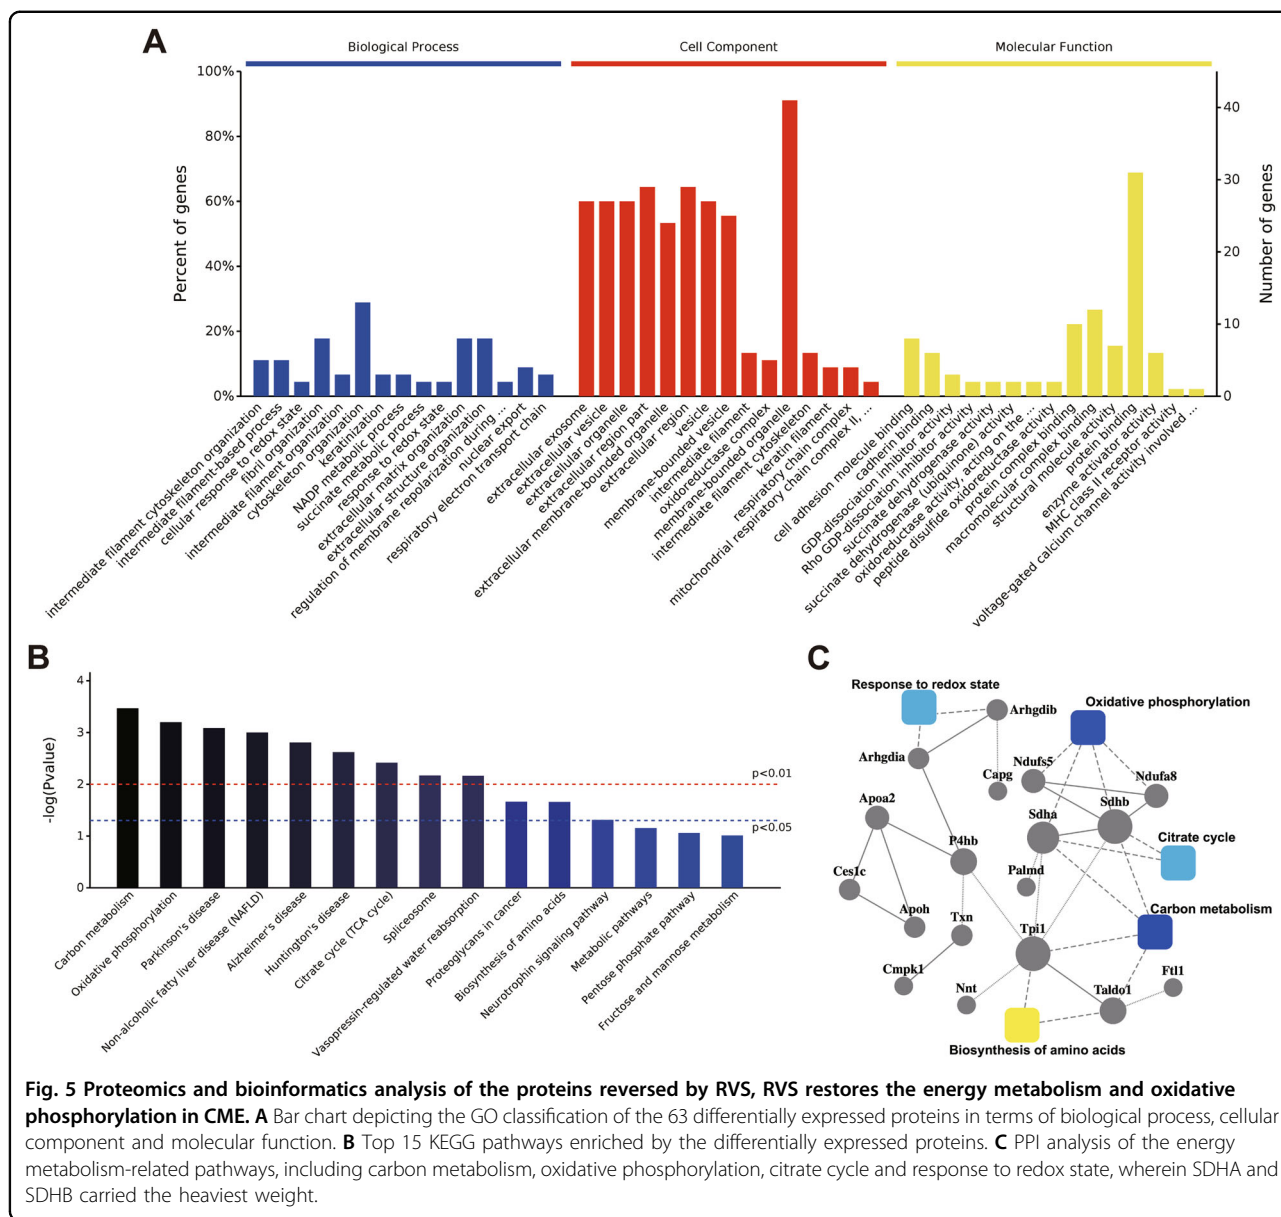 A
Biological Process
Cell Component
Molecular Function
100%
80%
60%
40%
20%
0%
Percent of genes
40
30
20
10
0
Number of genes
intermediate filament cytoskeleton organization
intermediate filament-based process
cellular response to redox state
fibril organization
intermediate filament organization
cytoskeleton organization
keratinization
NADP metabolic process
succinate metabolic process
response to redox state
extracellular matrix organization
extracellular structure organization
regulation of membrane repolarization during ...
nuclear export
respiratory electron transport chain
extracellular exosome
extracellular vesicle
extracellular organelle
extracellular region part
extracellular membrane-bounded organelle
extracellular region
vesicle
membrane-bounded vesicle
intermediate filament
oxidoreductase complex
membrane-bounded organelle
intermediate filament cytoskeleton
keratin filament
respiratory chain complex
mitochondrial respiratory chain complex II, ...
cell adhesion molecule binding
cadherin binding
GDP-dissociation inhibitor activity
Rho GDP-dissociation inhibitor activity
succinate dehydrogenase activity
succinate dehydrogenase (ubiquinone) activity
oxidoreductase activity, acting on the ...
peptide disulfide oxidoreductase activity
protein complex binding
macromolecular complex binding
structural molecule activity
protein binding
enzyme activator activity
MHC class II receptor activity
voltage-gated calcium channel activity involved ...
B
4
3
2
1
0
-log(Pvalue)
p<0.01
p<0.05
Carbon metabolism
Oxidative phosphorylation
Parkinson's disease
Non-alcoholic fatty liver disease (NAFLD)
Alzheimer's disease
Huntington's disease
Citrate cycle (TCA cycle)
Spliceosome
Vasopressin-regulated water reabsorption
Proteoglycans in cancer
Biosynthesis of amino acids
Neurotrophin signaling pathway
Metabolic pathways
Pentose phosphate pathway
Fructose and mannose metabolism
C
Response to redox state
Arhgdib
Oxidative phosphorylation
Arhgdia
Capg
Ndufs5
Ndufa8
Apoa2
Sdha
Sdhb
P4hb
Citrate cycle
Ces1c
Palmd
Apoh
Txn
Carbon metabolism
Tpi1
Cmpk1
Nnt
Taldo1
Ftl1
Biosynthesis of amino acids
Fig. 5 Proteomics and bioinformatics analysis of the proteins reversed by RVS, RVS restores the energy metabolism and oxidative
phosphorylation in CME. A Bar chart depicting the GO classification of the 63 differentially expressed proteins in terms of biological process, cellular
component and molecular function. B Top 15 KEGG pathways enriched by the differentially expressed proteins. C PPI analysis of the energy
metabolism-related pathways, including carbon metabolism, oxidative phosphorylation, citrate cycle and response to redox state, wherein SDHA and
SDHB carried the heaviest weight.